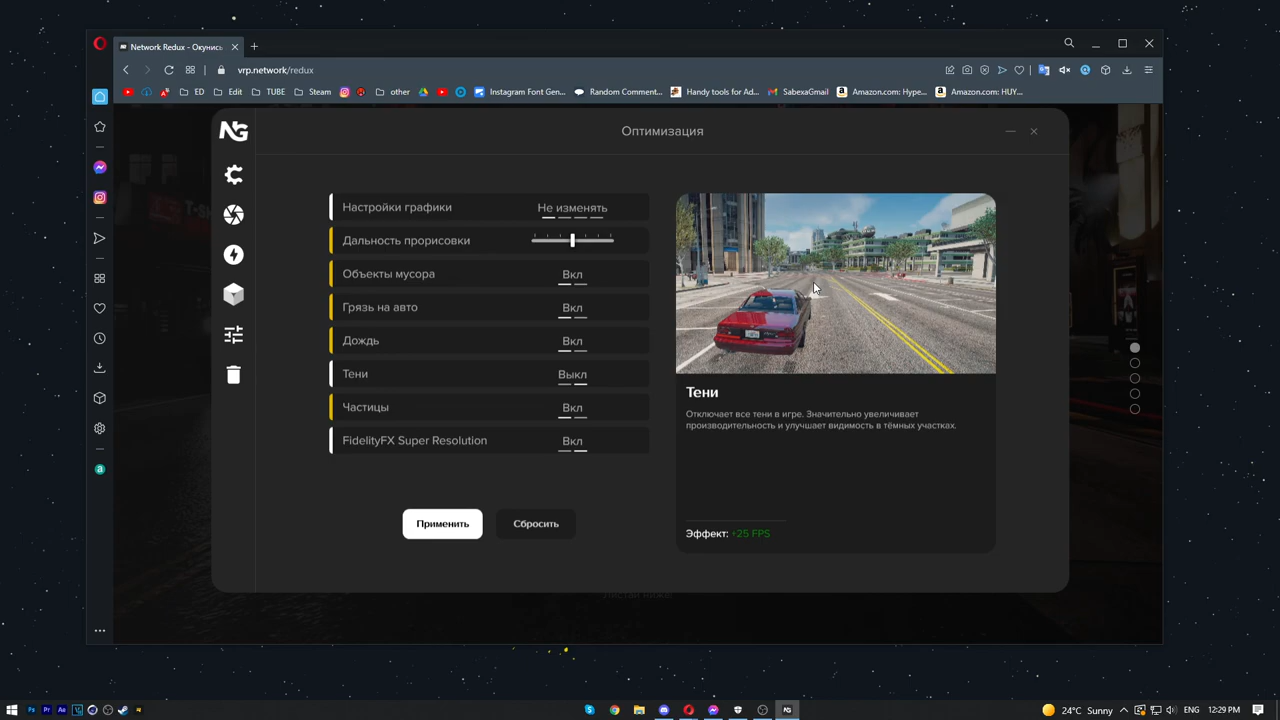 Network Redux - Окунись
vrp.network/redux
ED
Edit
TUBE
Steam
other
Instagram Font Gen...
Random Comment...
Handy tools for Ad...
SabexaGmail
Amazon.com: Hype...
Amazon.com: HUY...
NG
Оптимизация
Настройки графики
Не изменять
Дальность прорисовки
Объекты мусора
Вкл
Грязь на авто
Вкл
Дождь
Вкл
Тени
Выкл
Частицы
Вкл
FidelityFX Super Resolution
Вкл
Применить
Сбросить
Тени
Отключает все тени в игре. Значительно увеличивает
производительность и улучшает видимость в тёмных участках.
Эффект: +25 FPS
Листай ниже!
24°C Sunny
12:29 PM